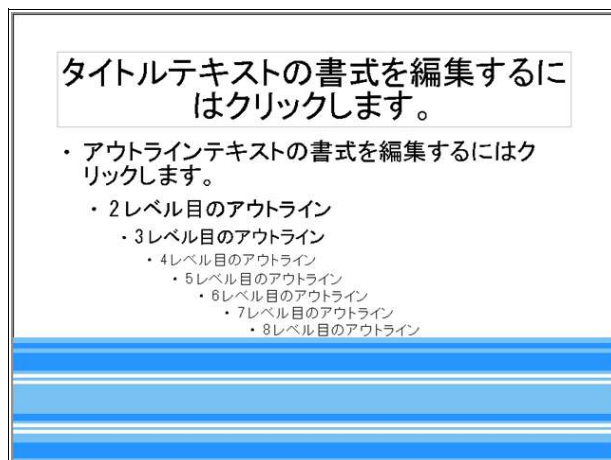 タイトルテキストの書式を編集するに
はクリックします。
・アウトラインテキストの書式を編集するにはク
リックします。
・2レベル目のアウトライン
・3レベル目のアウトライン
・4レベル目のアウトライン
・5レベル目のアウトライン
・6レベル目のアウトライン
・7レベル目のアウトライン
・8レベル目のアウトライン